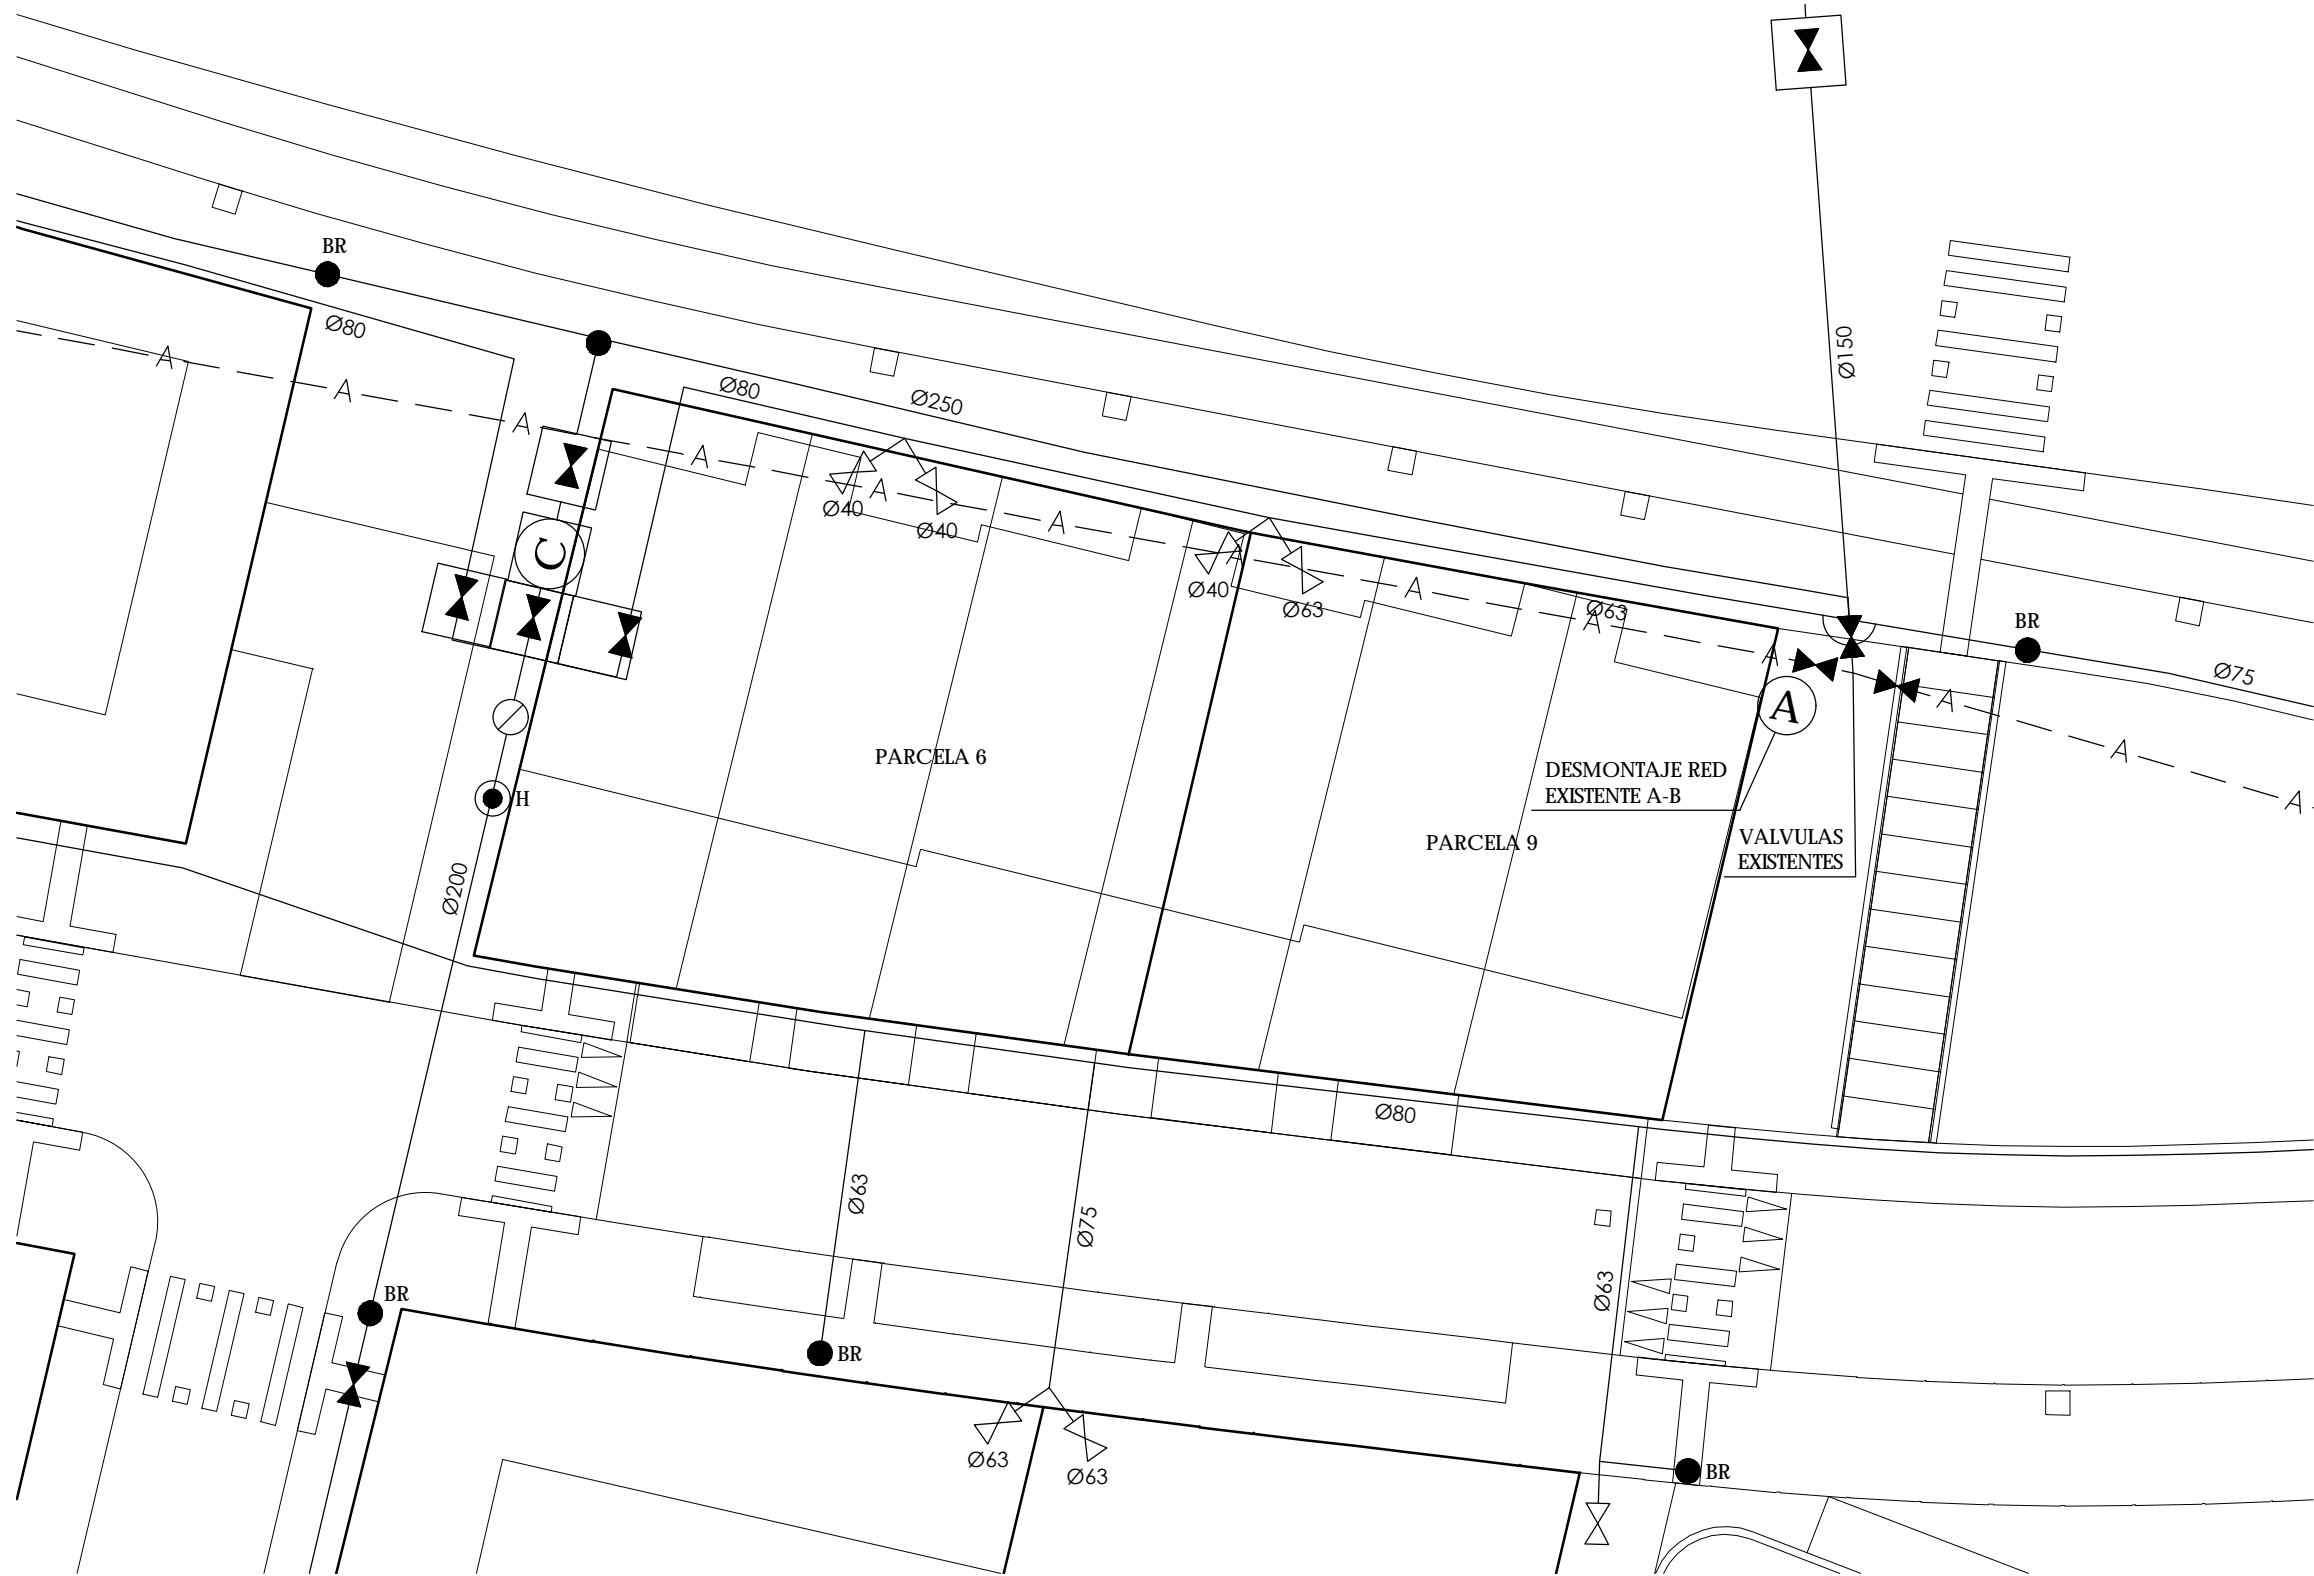 BR
Ø80
A
A
A
Ø150
Ø80
Ø250
A
A
Ø40
Ø40
A
C
A
Ø40
Ø63
A
Ø63
A
BR
A
Ø75
A
A
A
A
H
PARCELA 6
DESMONTAJE RED
EXISTENTE A-B
PARCELA 9
VALVULAS
EXISTENTES
Ø200
Ø80
Ø63
Ø75
Ø63
BR
BR
Ø63
Ø63
BR